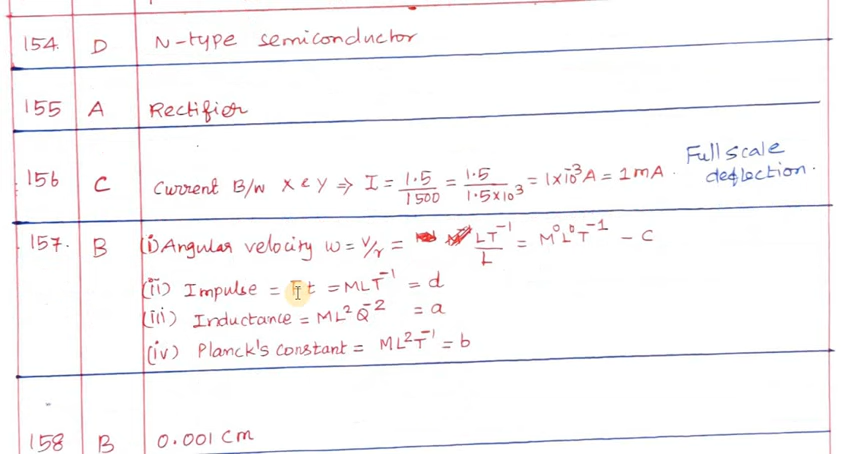 154. D N-type semiconductor
155 A Rectifier
156 C Current B/w X & Y ⇒ I = 1.5/1500 = 1.5/1.5×10³ = 1×10⁻³A = 1mA. Full scale deflection.
157. B (i) Angular velocity ω = V/r = LT⁻¹/L = M⁰L⁰T⁻¹ - C
(ii) Impulse = Ft = MLT⁻¹ = d
(iii) Inductance = ML²Q⁻² = a
(iv) Planck's constant = ML²T⁻¹ = b
158 B 0.001 cm